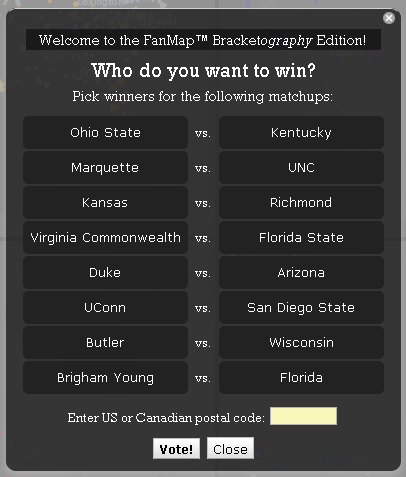 Lexington
Welcome to the FanMap™ Bracketography Edition!
Who do you want to win?
Pick winners for the following matchups:
Ohio State vs. Kentucky
Marquette vs. UNC
Kansas vs. Richmond
Virginia Commonwealth vs. Florida State
Duke vs. Arizona
UConn vs. San Diego State
Butler vs. Wisconsin
Brigham Young vs. Florida
Enter US or Canadian postal code:
Vote! Close